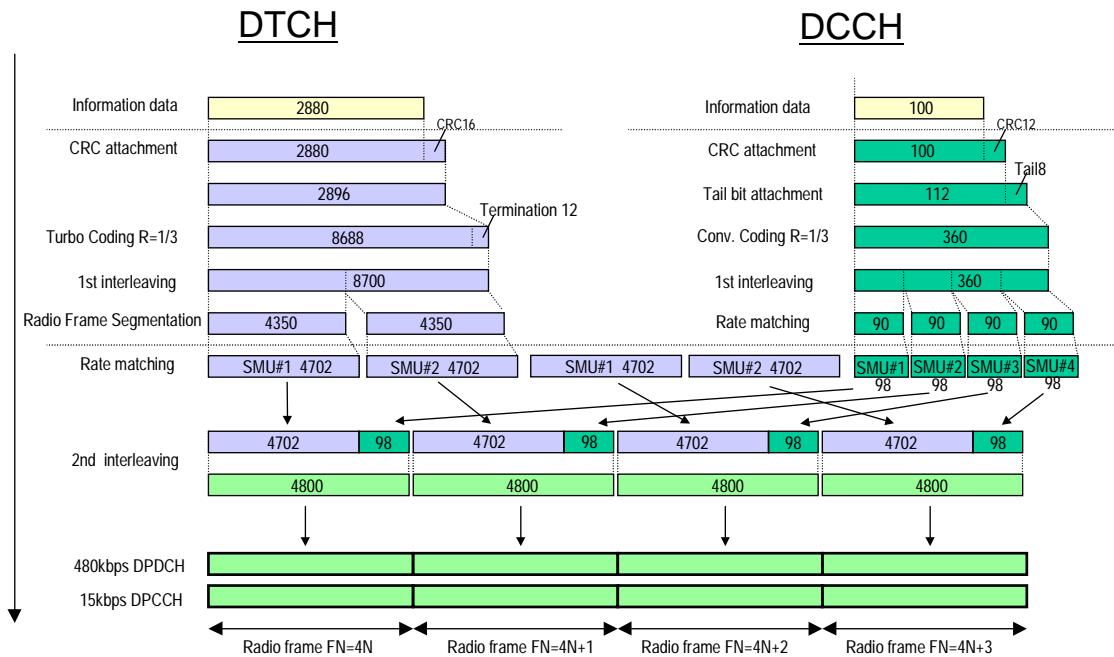 DTCH
DCCH
Information data
2880
Information data
100
CRC16
CRC12
CRC attachment
2880
CRC attachment
100
Tail8
2896
Tail bit attachment
112
Termination 12
Turbo Coding R=1/3
8688
Conv. Coding R=1/3
360
1st interleaving
8700
1st interleaving
360
Radio Frame Segmentation
4350
4350
Rate matching
90
90
90
90
Rate matching
SMU#1 4702
SMU#2 4702
SMU#1 4702
SMU#2 4702
SMU#1
SMU#2
SMU#3
SMU#4
98
98
98
98
2nd interleaving
4702
98
4702
98
4702
98
4702
98
4800
4800
4800
4800
480kbps DPDCH
15kbps DPCCH
Radio frame FN=4N
Radio frame FN=4N+1
Radio frame FN=4N+2
Radio frame FN=4N+3